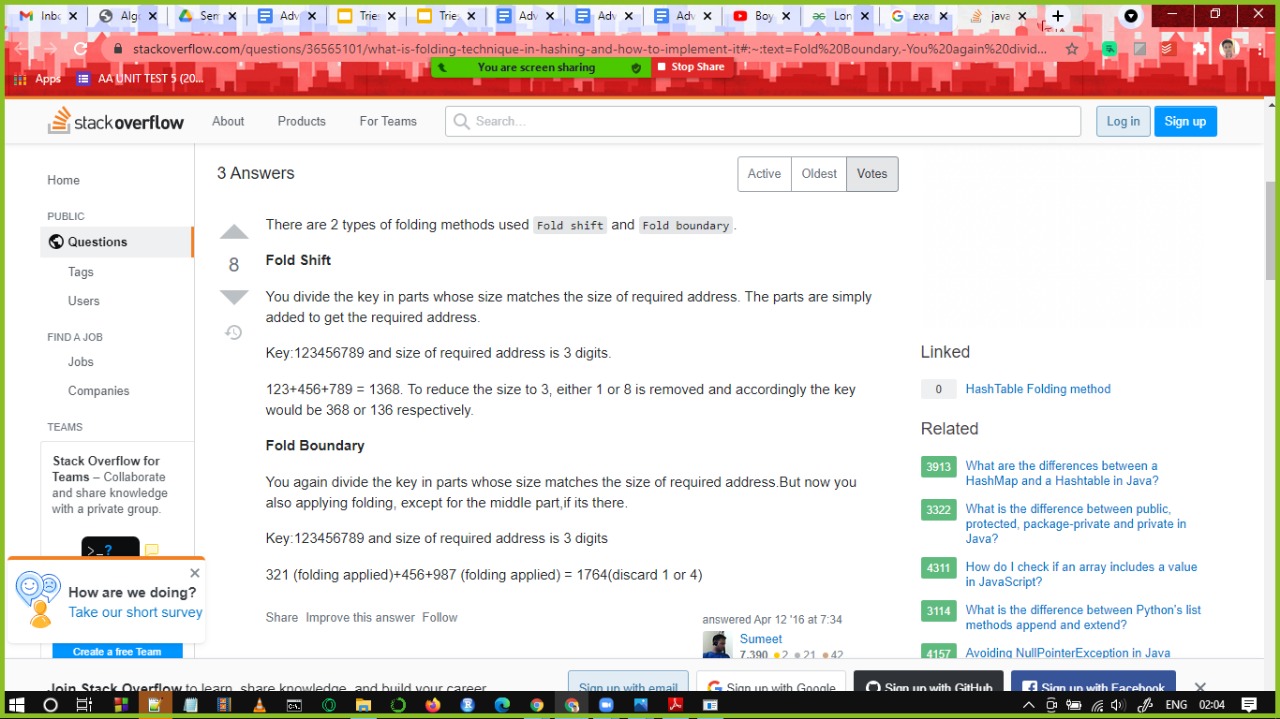 Inbo
Alg
Sem
Adv
Trie
Trie
Adv
Adv
Adv
Boy
Lon
exa
java
stackoverflow.com/questions/36565101/what-is-folding-technique-in-hashing-and-how-to-implement-it#:~:text=Fold%20Boundary.-You%20again%20divid...
You are screen sharing
Stop Share
Apps
AA UNIT TEST 5 (20...
stackoverflow
About
Products
For Teams
Search...
Log in
Sign up
Home
PUBLIC
Questions
Tags
Users
FIND A JOB
Jobs
Companies
TEAMS
Stack Overflow for
Teams – Collaborate
and share knowledge
with a private group.
>_?
How are we doing?
Take our short survey
Create a free Team
3 Answers
Active
Oldest
Votes
8
There are 2 types of folding methods used Fold shift and Fold boundary.
Fold Shift
You divide the key in parts whose size matches the size of required address. The parts are simply
added to get the required address.
Key:123456789 and size of required address is 3 digits.
123+456+789 = 1368. To reduce the size to 3, either 1 or 8 is removed and accordingly the key
would be 368 or 136 respectively.
Fold Boundary
You again divide the key in parts whose size matches the size of required address.But now you
also applying folding, except for the middle part,if its there.
Key:123456789 and size of required address is 3 digits
321 (folding applied)+456+987 (folding applied) = 1764(discard 1 or 4)
Share Improve this answer Follow
answered Apr 12 '16 at 7:34
Sumeet
7,390 2 21 42
Linked
0 HashTable Folding method
Related
3913 What are the differences between a
HashMap and a Hashtable in Java?
3322 What is the difference between public,
protected, package-private and private in
Java?
4311 How do I check if an array includes a value
in JavaScript?
3114 What is the difference between Python's list
methods append and extend?
4157 Avoiding NullPointerException in Java
Join Stack Overflow to learn, share knowledge, and build your career.
Sign up with email
Sign up with Google
Sign up with GitHub
Sign up with Facebook
ENG
02:04